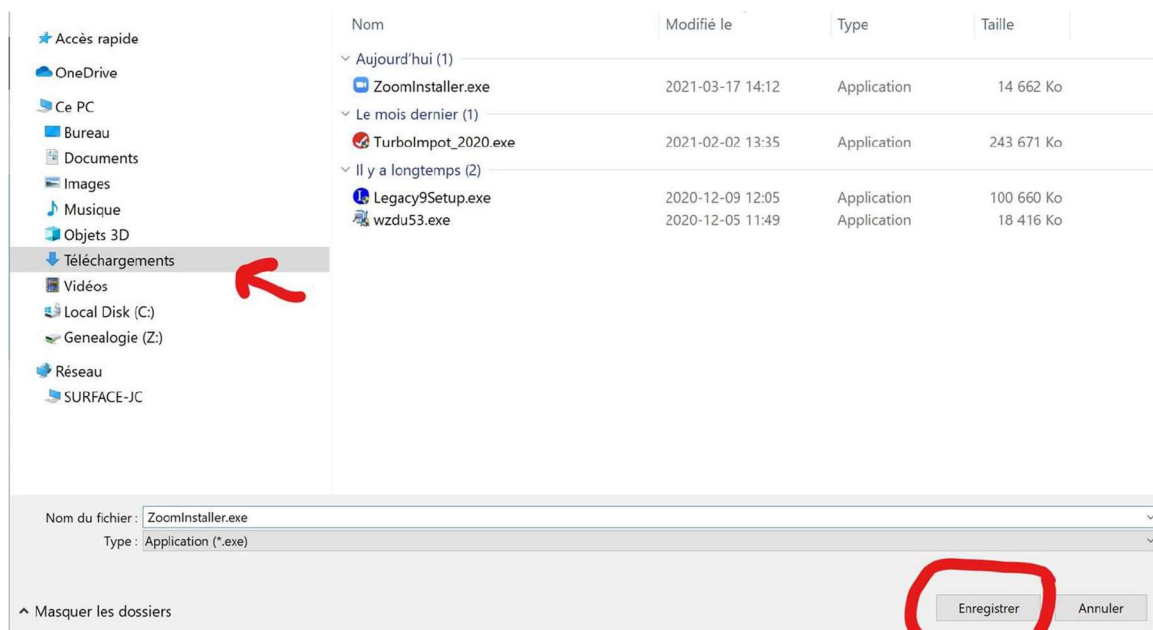 Nom Modifié le Type Taille
Accès rapide
OneDrive
Ce PC
Bureau
Documents
Images
Musique
Objets 3D
Téléchargements
Vidéos
Local Disk (C:)
Genealogie (Z:)
Réseau
SURFACE-JC
Aujourd'hui (1)
ZoomInstaller.exe 2021-03-17 14:12 Application 14 662 Ko
Le mois dernier (1)
TurboImpot_2020.exe 2021-02-02 13:35 Application 243 671 Ko
Il y a longtemps (2)
Legacy9Setup.exe 2020-12-09 12:05 Application 100 660 Ko
wzdu53.exe 2020-12-05 11:49 Application 18 416 Ko
Nom du fichier : ZoomInstaller.exe
Type : Application (*.exe)
Masquer les dossiers Enregistrer Annuler